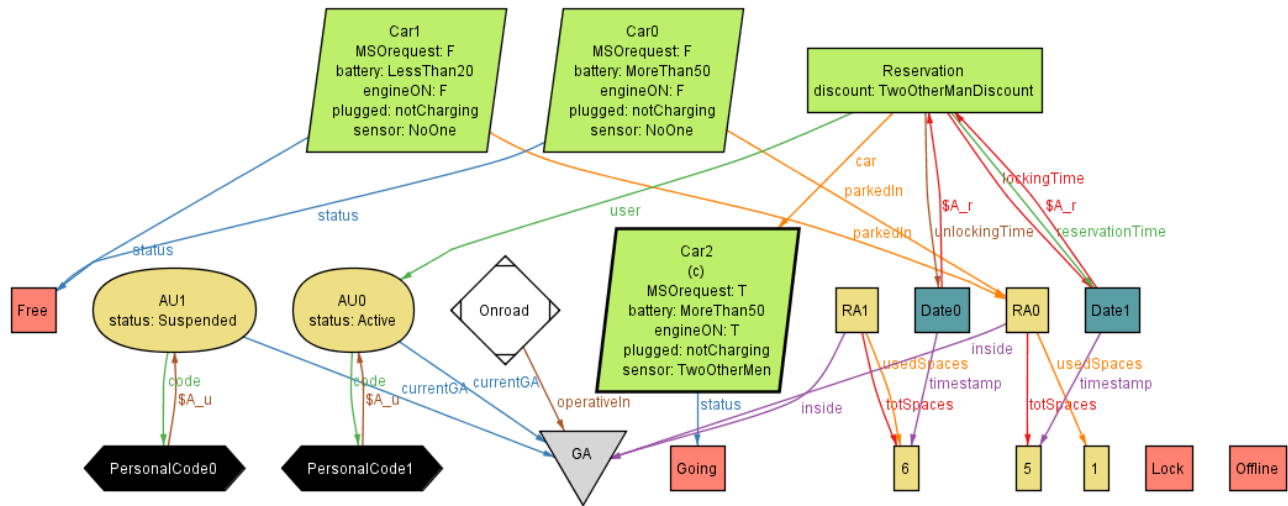 Car1
MSOrequest: F
battery: LessThan20
engineON: F
plugged: notCharging
sensor: NoOne
Car0
MSOrequest: F
battery: MoreThan50
engineON: F
plugged: notCharging
sensor: NoOne
Reservation
discount: TwoOtherManDiscount
car
lockingTime
parkedIn
$A_r
$A_r
status
user
parkedIn
unlockingTime
reservationTime
status
Car2
(c)
MSOrequest: T
battery: MoreThan50
engineON: T
plugged: notCharging
sensor: TwoOtherMen
Free
AU1
status: Suspended
AU0
status: Active
Onroad
RA1
Date0
RA0
Date1
inside
code
$A_u
currentGA
code
$A_u
currentGA
operativeIn
usedSpaces
timestamp
usedSpaces
timestamp
status
inside
totSpaces
totSpaces
PersonalCode0
PersonalCode1
GA
Going
6
5
1
Lock
Offline